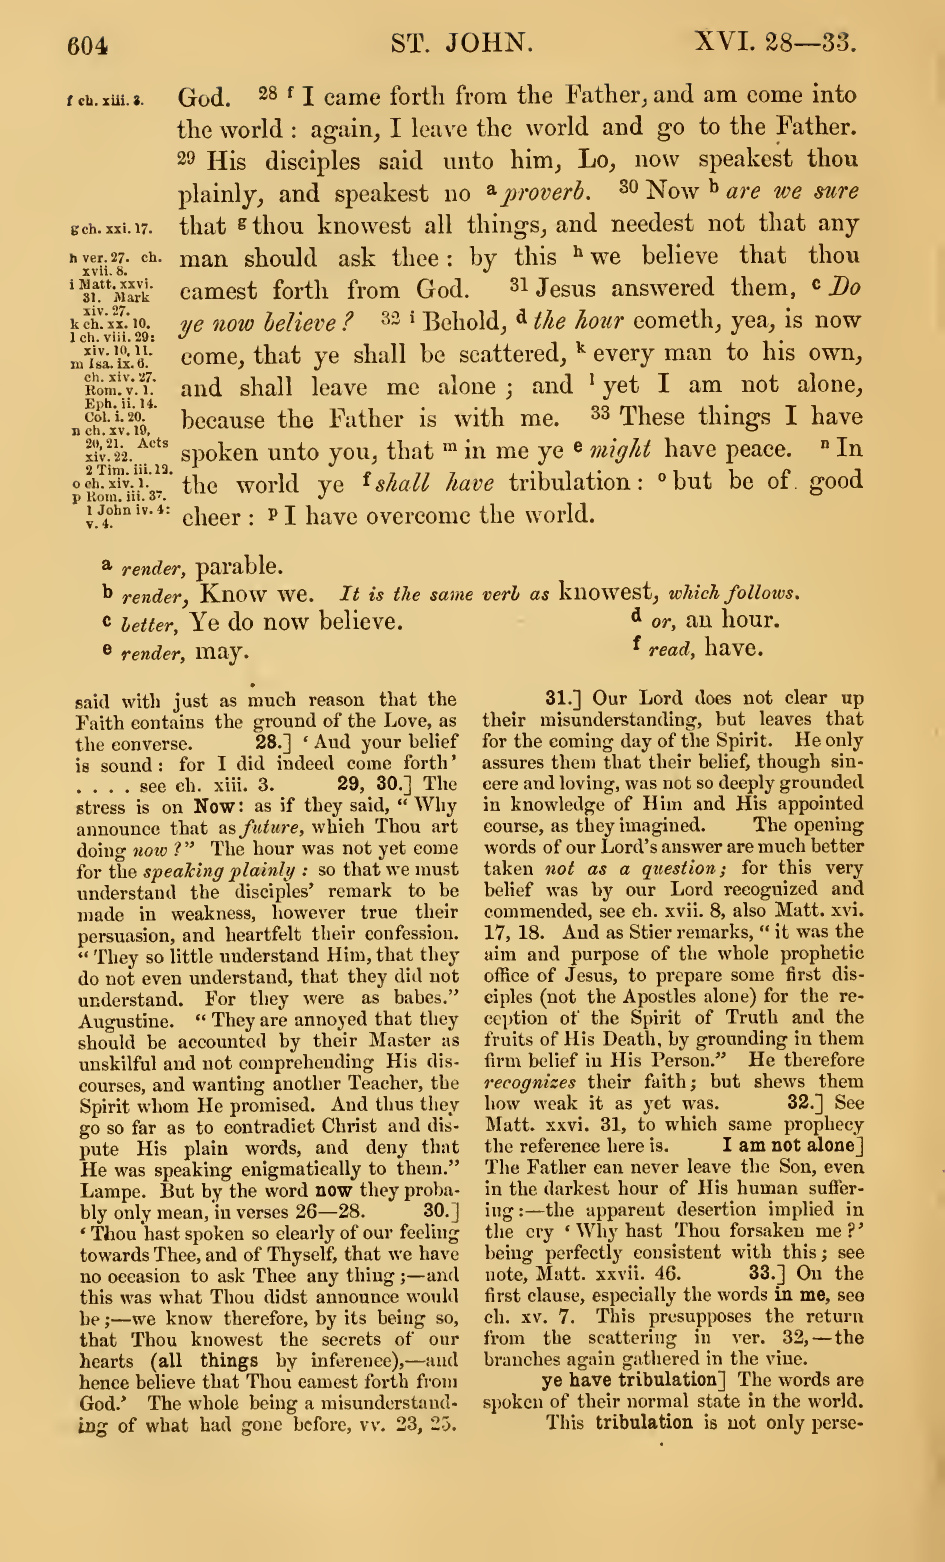 604 ST. JOHN. XVI. 28—33.
f ch. xiii. 3.
g ch. xxi. 17.
h ver. 27. ch.
xvii. 8.
i Matt. xxvi.
31. Mark
xiv. 27.
k ch. xx. 10.
l ch. viii. 29:
xiv. 10, 11.
m Isa. ix. 6.
ch. xiv. 27.
Rom. v. 1.
Eph. ii. 14.
Col. i. 20.
n ch. xv. 19,
20, 21. Acts
xiv. 22.
2 Tim. iii. 12.
o ch. xiv. 1.
p Rom. iii. 37.
1 John iv. 4:
v. 4.
God. 28 f I came forth from the Father, and am come into
the world : again, I leave the world and go to the Father.
29 His disciples said unto him, Lo, now speakest thou
plainly, and speakest no a proverb. 30 Now b are we sure
that g thou knowest all things, and needest not that any
man should ask thee : by this h we believe that thou
camest forth from God. 31 Jesus answered them, c Do
ye now believe ? 32 i Behold, d the hour cometh, yea, is now
come, that ye shall be scattered, k every man to his own,
and shall leave me alone ; and l yet I am not alone,
because the Father is with me. 33 These things I have
spoken unto you, that m in me ye e might have peace. n In
the world ye f shall have tribulation : o but be of good
cheer : p I have overcome the world.
a render, parable.
b render, Know we. It is the same verb as knowest, which follows.
c better, Ye do now believe. d or, an hour.
e render, may. f read, have.
said with just as much reason that the
Faith contains the ground of the Love, as
the converse. 28.] ‘ And your belief
is sound : for I did indeed come forth’
. . . . see ch. xiii. 3. 29, 30.] The
stress is on Now: as if they said, “ Why
announce that as future, which Thou art
doing now ?” The hour was not yet come
for the speaking plainly : so that we must
understand the disciples’ remark to be
made in weakness, however true their
persuasion, and heartfelt their confession.
“ They so little understand Him, that they
do not even understand, that they did not
understand. For they were as babes.”
Augustine. “ They are annoyed that they
should be accounted by their Master as
unskilful and not comprehending His dis-
courses, and wanting another Teacher, the
Spirit whom He promised. And thus they
go so far as to contradict Christ and dis-
pute His plain words, and deny that
He was speaking enigmatically to them.”
Lampe. But by the word now they proba-
bly only mean, in verses 26—28. 30.]
‘ Thou hast spoken so clearly of our feeling
towards Thee, and of Thyself, that we have
no occasion to ask Thee any thing ;—and
this was what Thou didst announce would
be ;—we know therefore, by its being so,
that Thou knowest the secrets of our
hearts (all things by inference),—and
hence believe that Thou camest forth from
God.’ The whole being a misunderstand-
ing of what had gone before, vv. 23, 25.
31.] Our Lord does not clear up
their misunderstanding, but leaves that
for the coming day of the Spirit. He only
assures them that their belief, though sin-
cere and loving, was not so deeply grounded
in knowledge of Him and His appointed
course, as they imagined. The opening
words of our Lord’s answer are much better
taken not as a question ; for this very
belief was by our Lord recognized and
commended, see ch. xvii. 8, also Matt. xvi.
17, 18. And as Stier remarks, “ it was the
aim and purpose of the whole prophetic
office of Jesus, to prepare some first dis-
ciples (not the Apostles alone) for the re-
ception of the Spirit of Truth and the
fruits of His Death, by grounding in them
firm belief in His Person.” He therefore
recognizes their faith ; but shews them
how weak it as yet was. 32.] See
Matt. xxvi. 31, to which same prophecy
the reference here is. I am not alone]
The Father can never leave the Son, even
in the darkest hour of His human suffer-
ing :—the apparent desertion implied in
the cry ‘ Why hast Thou forsaken me ?’
being perfectly consistent with this ; see
note, Matt. xxvii. 46. 33.] On the
first clause, especially the words in me, see
ch. xv. 7. This presupposes the return
from the scattering in ver. 32,—the
branches again gathered in the vine.
ye have tribulation] The words are
spoken of their normal state in the world.
This tribulation is not only perse-